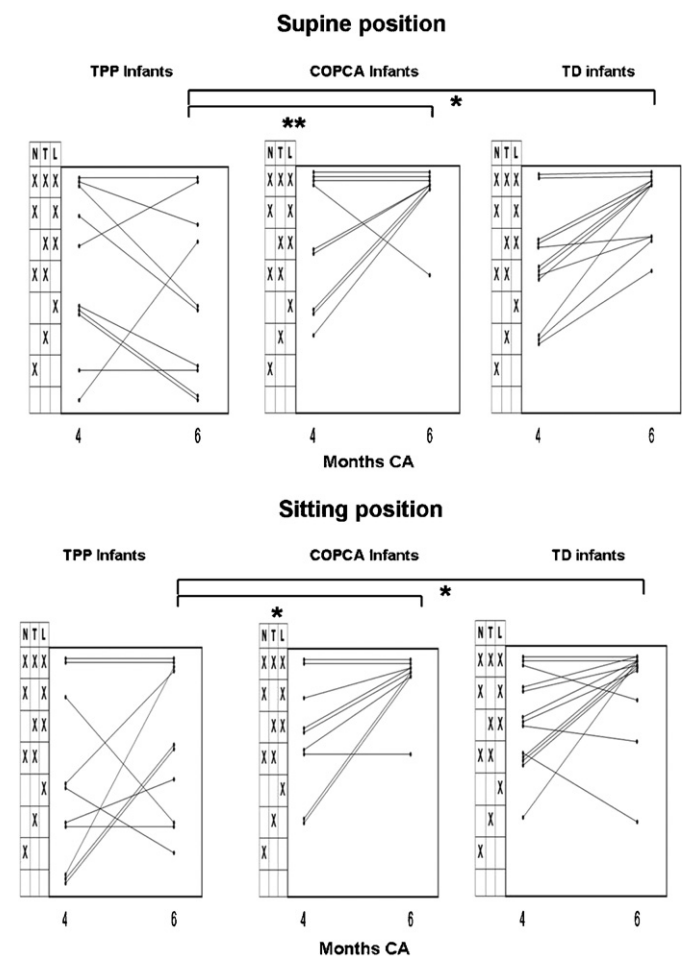 Supine position
TPP Infants COPCA Infants TD infants
*
**
N T L N T L N T L
X X X X X X X X X
X X X X X X
X X X X X X
X X X X X X
X X X
X X X
X X X
4 6 4 6 4 6
Months CA
Sitting position
TPP Infants COPCA Infants TD infants
*
*
N T L N T L N T L
X X X X X X X X X
X X X X X X
X X X X X X
X X X X X X
X X X
X X X
X X X
4 6 4 6 4 6
Months CA